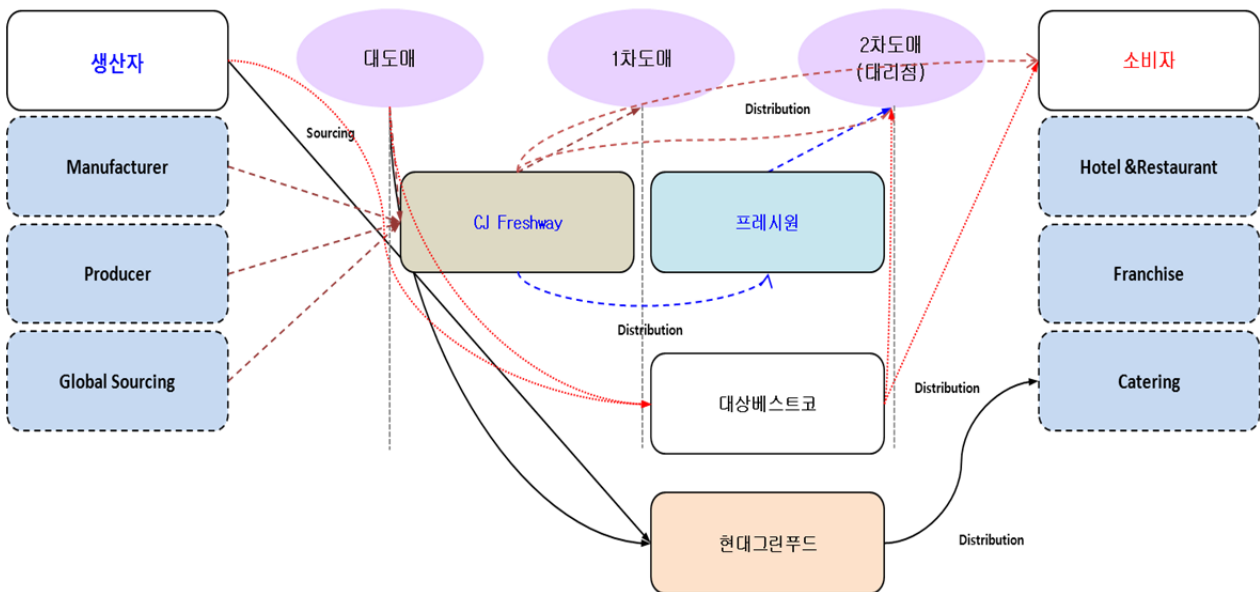 생산자
대도매
1차도매
2차도매
(대리점)
소비자
Sourcing
Distribution
Manufacturer
CJ Freshway
프레시원
Hotel &Restaurant
Producer
Franchise
Distribution
Global Sourcing
대상베스트코
Distribution
Catering
현대그린푸드
Distribution